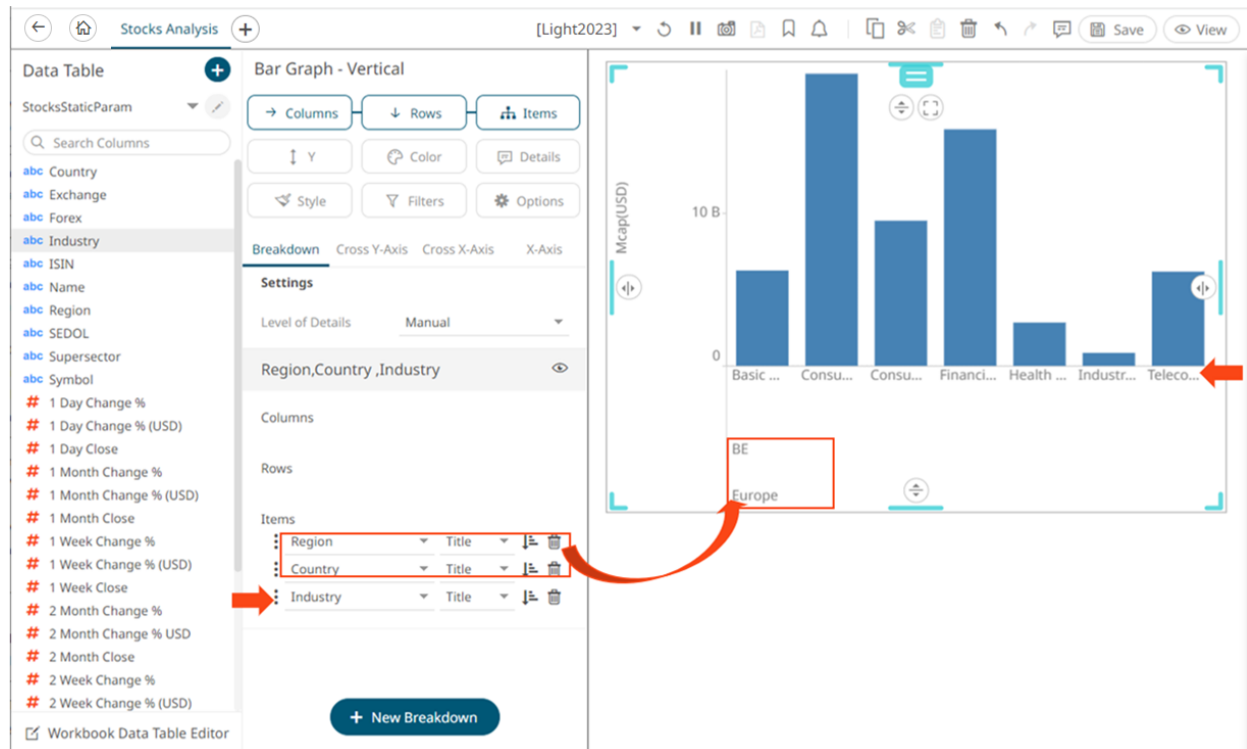 Stocks Analysis
[Light2023]
Save
View
Data Table
StocksStaticParam
Search Columns
abc Country
abc Exchange
abc Forex
abc Industry
abc ISIN
abc Name
abc Region
abc SEDOL
abc Supersector
abc Symbol
# 1 Day Change %
# 1 Day Change % (USD)
# 1 Day Close
# 1 Month Change %
# 1 Month Change % (USD)
# 1 Month Close
# 1 Week Change %
# 1 Week Change % (USD)
# 1 Week Close
# 2 Month Change %
# 2 Month Change % USD
# 2 Month Close
# 2 Week Change %
# 2 Week Change % (USD)
Workbook Data Table Editor
Bar Graph - Vertical
Columns Rows Items
Y Color Details
Style Filters Options
Breakdown Cross Y-Axis Cross X-Axis X-Axis
Settings
Level of Details Manual
Region,Country ,Industry
Columns
Rows
Items
Region Title
Country Title
Industry Title
+ New Breakdown
Mcap(USD)
10 B
0
Basic ... Consu... Consu... Financi... Health ... Industr... Teleco...
BE
Europe